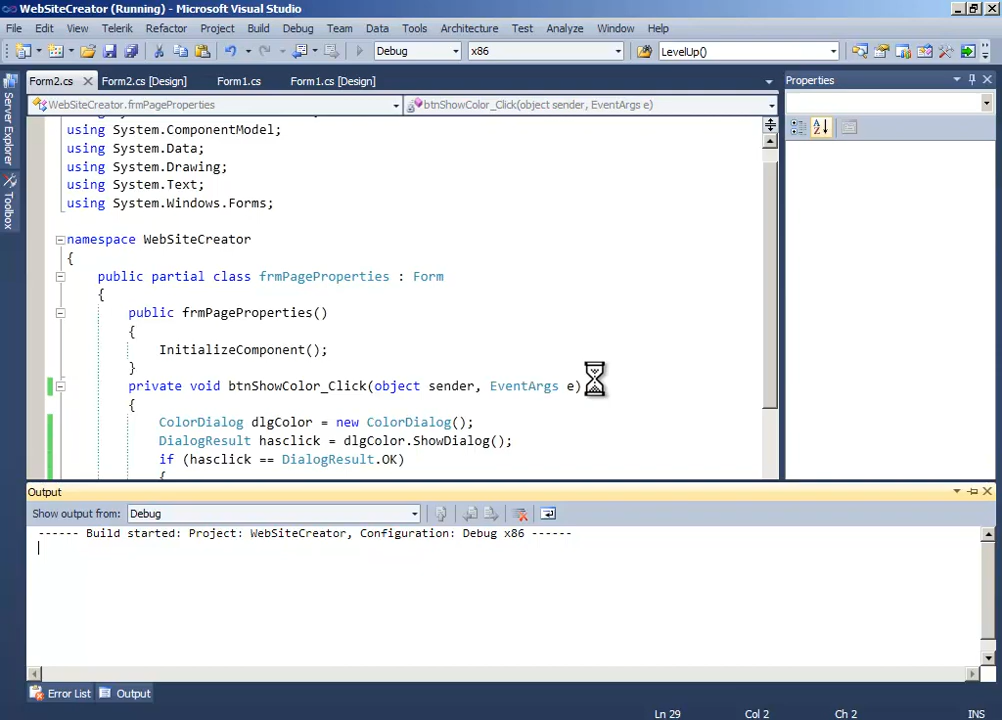 WebSiteCreator (Running) - Microsoft Visual Studio
File Edit View Telerik Refactor Project Build Debug Team Data Tools Architecture Test Analyze Window Help
Debug x86 LevelUp()
Form2.cs Form2.cs [Design] Form1.cs Form1.cs [Design]
Properties
WebSiteCreator.frmPageProperties btnShowColor_Click(object sender, EventArgs e)
Server Explorer
Toolbox
using System.ComponentModel;
using System.Data;
using System.Drawing;
using System.Text;
using System.Windows.Forms;
namespace WebSiteCreator
{
public partial class frmPageProperties : Form
{
public frmPageProperties()
{
InitializeComponent();
}
private void btnShowColor_Click(object sender, EventArgs e)
{
ColorDialog dlgColor = new ColorDialog();
DialogResult hasclick = dlgColor.ShowDialog();
if (hasclick == DialogResult.OK)
{
Output
Show output from: Debug
------ Build started: Project: WebSiteCreator, Configuration: Debug x86 ------
Error List Output
Ln 29 Col 2 Ch 2 INS